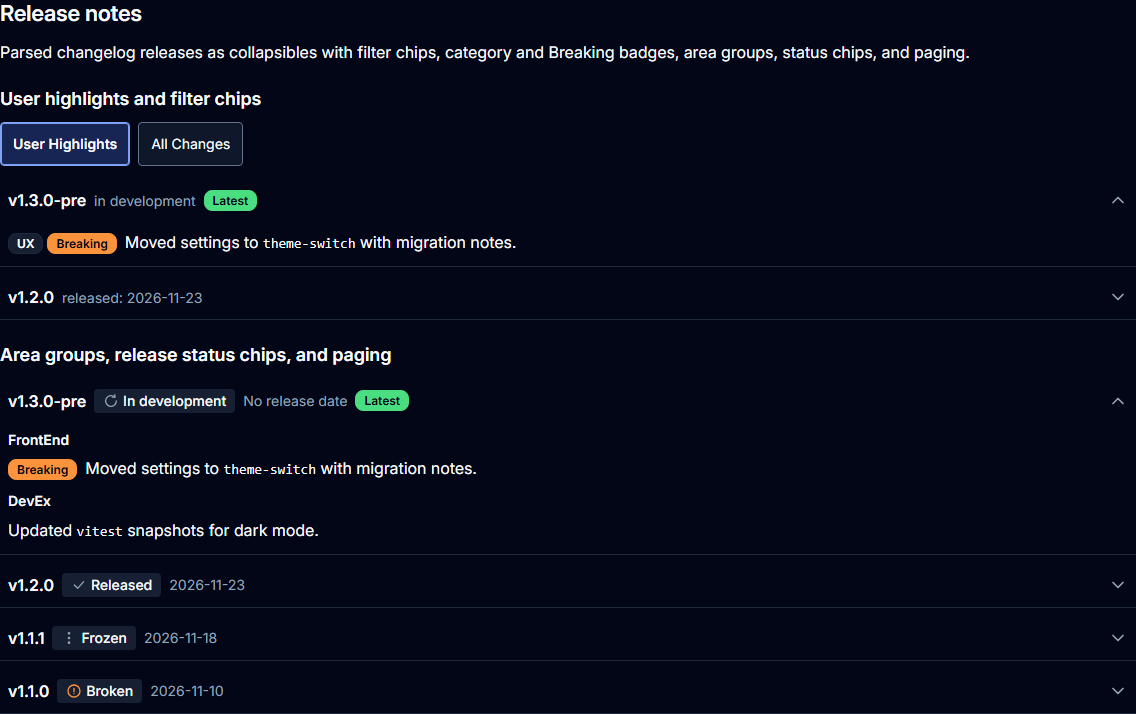 Release notes
Parsed changelog releases as collapsibles with filter chips, category and Breaking badges, area groups, status chips, and paging.
User highlights and filter chips
User Highlights All Changes
v1.3.0-pre in development Latest
UX Breaking Moved settings to theme-switch with migration notes.
v1.2.0 released: 2026-11-23
Area groups, release status chips, and paging
v1.3.0-pre In development No release date Latest
FrontEnd
Breaking Moved settings to theme-switch with migration notes.
DevEx
Updated vitest snapshots for dark mode.
v1.2.0 Released 2026-11-23
v1.1.1 Frozen 2026-11-18
v1.1.0 Broken 2026-11-10